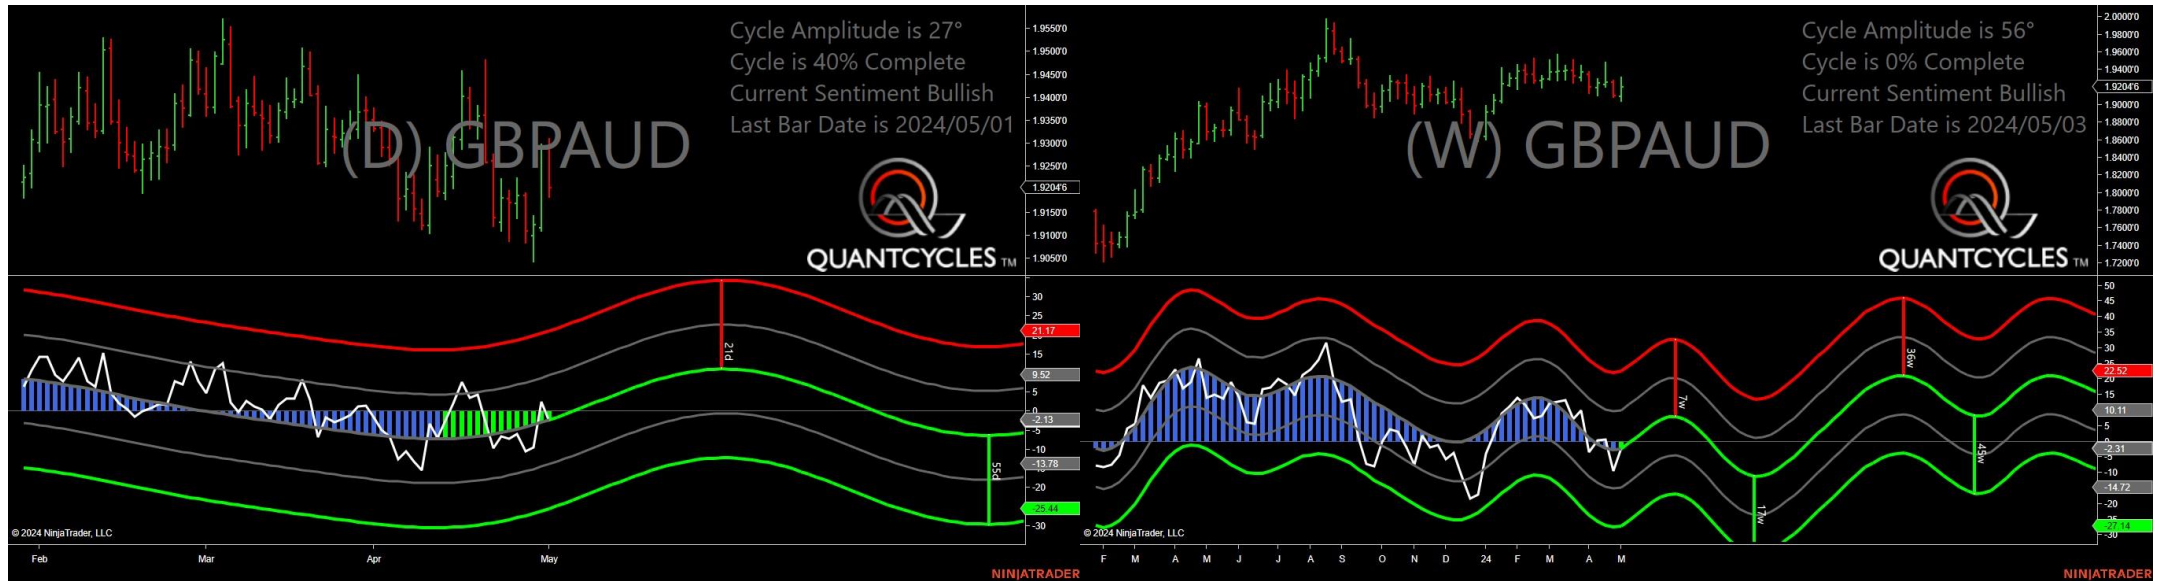 Cycle Amplitude is 27°
Cycle is 40% Complete
Current Sentiment Bullish
Last Bar Date is 2024/05/01
(D) GBPAUD
QUANTCYCLES TM
1.9550'0
1.9500'0
1.9450'0
1.9400'0
1.9350'0
1.9300'0
1.9250'0
1.9204'6
1.9150'0
1.9100'0
1.9050'0
30
25
21.17
15
9.52
5
0
-2.13
-5
-10
-13.78
-20
-25.44
-30
21d
55d
© 2024 NinjaTrader, LLC
Feb Mar Apr May
NINJATRADER
Cycle Amplitude is 56°
Cycle is 0% Complete
Current Sentiment Bullish
Last Bar Date is 2024/05/03
(W) GBPAUD
QUANTCYCLES TM
2.0000'0
1.9800'0
1.9600'0
1.9400'0
1.9204'6
1.9000'0
1.8800'0
1.8600'0
1.8400'0
1.8200'0
1.8000'0
1.7800'0
1.7600'0
1.7400'0
1.7200'0
50
45
40
35
30
22.52
20
15
10.11
5
-2.31
-5
-10
-14.72
-20
-27.14
-30
7w
17w
36w
45w
© 2024 NinjaTrader, LLC
F M A M J J A S O N D 24 F M A M
NINJATRADER